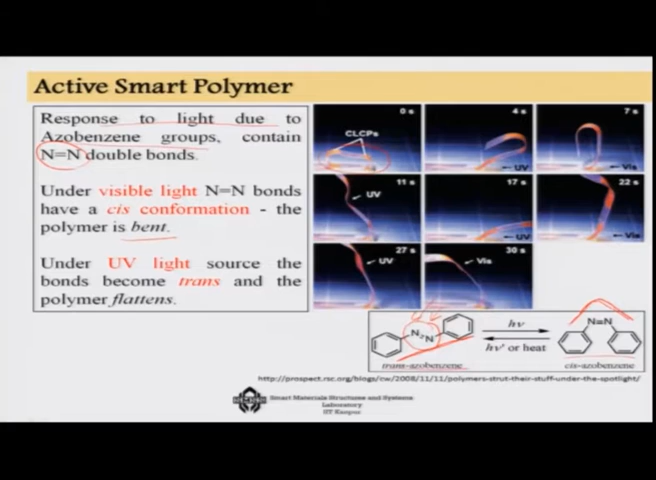 Active Smart Polymer
Response to light due to
Azobenzene groups, contain
N=N double bonds.
Under visible light N=N bonds
have a cis conformation - the
polymer is bent.
Under UV light source the
bonds become trans and the
polymer flattens.
0 s
CLCPs
4 s
UV
7 s
Vis
11 s
UV
17 s
UV
22 s
Vis
27 s
UV
30 s
Vis
N
N
trans-azobenzene
hν
hν' or heat
N=N
cis-azobenzene
http://prospect.rsc.org/blogs/cw/2008/11/11/polymers-strut-their-stuff-under-the-spotlight/
Smart Materials Structures and Systems
Laboratory
IIT Kanpur